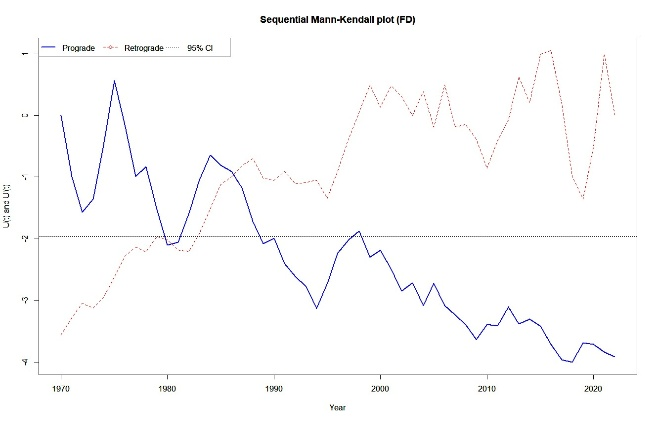 Sequential Mann-Kendall plot (FD)
Prograde Retrograde 95% CI
1
0
-1
-2
-3
-4
U(t) and U'(t)
1970 1980 1990 2000 2010 2020
Year